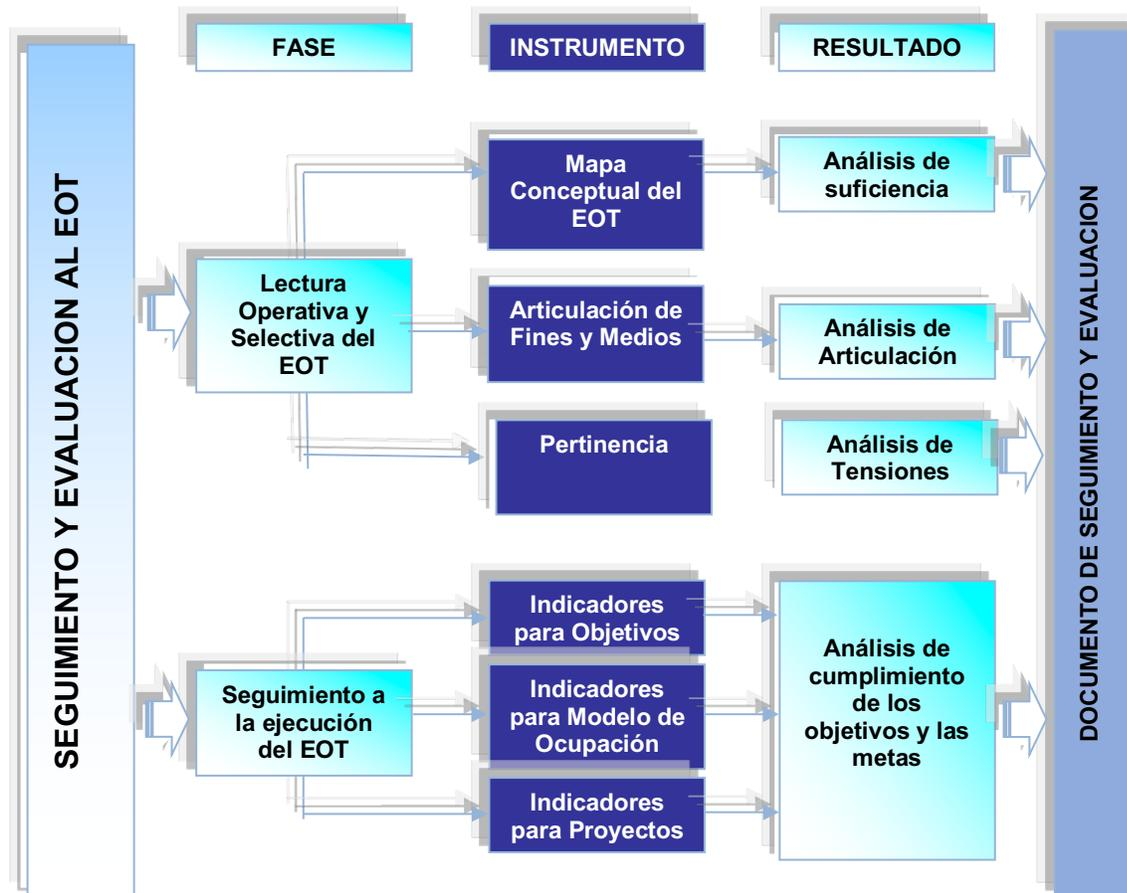 SEGUIMIENTO Y EVALUACION AL EOT
FASE
INSTRUMENTO
RESULTADO
Lectura
Operativa y
Selectiva del
EOT
Mapa
Conceptual del
EOT
Análisis de
suficiencia
Articulación de
Fines y Medios
Análisis de
Articulación
Pertinencia
Análisis de
Tensiones
Seguimiento a
la ejecución
del EOT
Indicadores
para Objetivos
Indicadores
para Modelo de
Ocupación
Indicadores
para Proyectos
Análisis de
cumplimiento
de los
objetivos y las
metas
DOCUMENTO DE SEGUIMIENTO Y EVALUACION